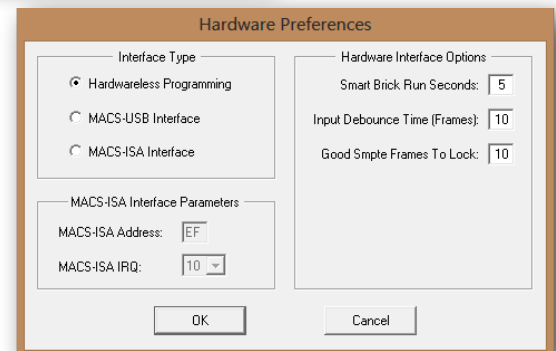 Hardware Preferences
Interface Type
Hardwareless Programming
MACS-USB Interface
MACS-ISA Interface
MACS-ISA Interface Parameters
MACS-ISA Address: EF
MACS-ISA IRQ: 10
Hardware Interface Options
Smart Brick Run Seconds: 5
Input Debounce Time (Frames): 10
Good Smpte Frames To Lock: 10
OK
Cancel